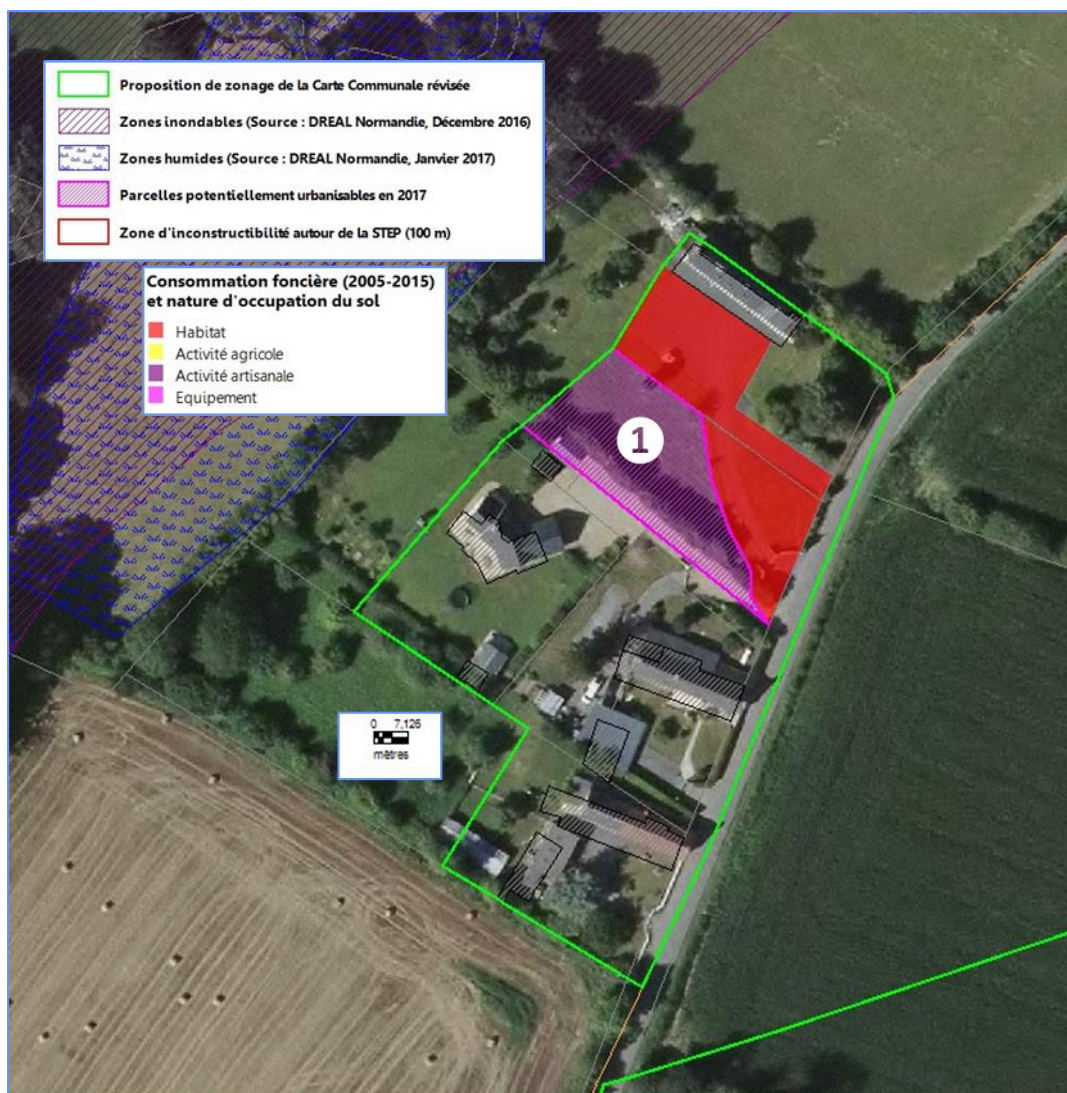 Proposition de zonage de la Carte Communale révisée
Zones inondables (Source : DREAL Normandie, Décembre 2016)
Zones humides (Source : DREAL Normandie, Janvier 2017)
Parcelles potentiellement urbanisables en 2017
Zone d'inconstructibilité autour de la STEP (100 m)
Consommation foncière (2005-2015)
et nature d'occupation du sol
Habitat
Activité agricole
Activité artisanale
Equipement
1
0 7,126
mètres